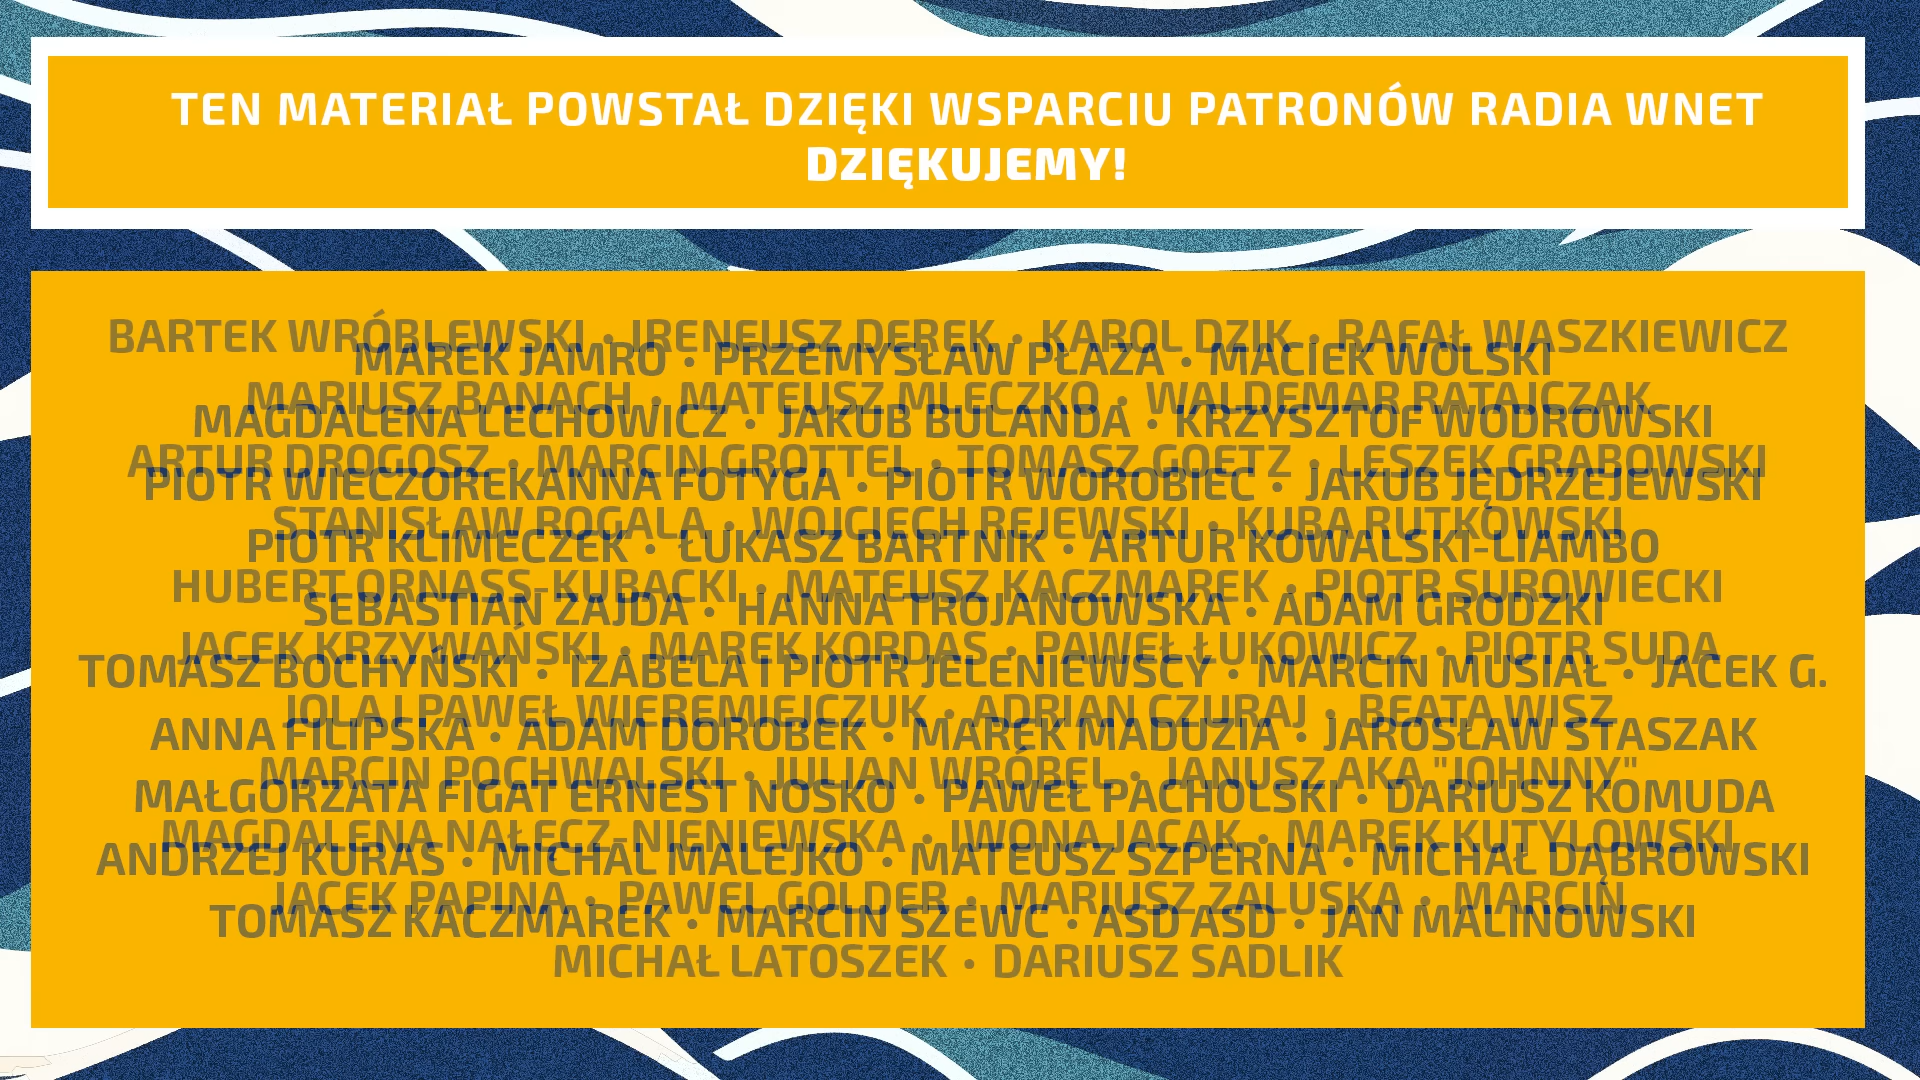 TEN MATERIAŁ POWSTAŁ DZIĘKI WSPARCIU PATRONÓW RADIA WNET
DZIĘKUJEMY!
BARTEK WRÓBLEWSKI • IRENEUSZ DEREK • KAROL DZIK • RAFAŁ WASZKIEWICZ
MAREK JAMRO • PRZEMYSŁAW PŁAZA • MACIEK WOLSKI
MARIUSZ BANACH • MATEUSZ MLECZKO • WALDEMAR RATAJCZAK
MAGDALENA LECHOWICZ • JAKUB BULANDA • KRZYSZTOF WODROWSKI
ARTUR DROGOSZ • MARCIN GROTTEL • TOMASZ GOETZ • LESZEK GRABOWSKI
PIOTR WIECZOREKANNA FOTYGA • PIOTR WOROBIEC • JAKUB JĘDRZEJEWSKI
STANISŁAW ROGALA • WOJCIECH REJEWSKI • KUBA RUTKOWSKI
PIOTR KLIMECZEK • ŁUKASZ BARTNIK • ARTUR KOWALSKI-LIAMBO
HUBERT ORNASS-KUBACKI • MATEUSZ KACZMAREK • PIOTR SUROWIECKI
SEBASTIAN ZAJDA • HANNA TROJANOWSKA • ADAM GRODZKI
JACEK KRZYWAŃSKI • MAREK KORDAS • PAWEŁ ŁUKOWICZ • PIOTR SUDA
TOMASZ BOCHYŃSKI • IZABELA I PIOTR JELENIEWSCY • MARCIN MUSIAŁ • JACEK G.
JOLA I PAWEŁ WIEREMIEJCZUK • ADRIAN CZURAJ • BEATA WISZ
ANNA FILIPSKA • ADAM DOROBEK • MAREK MADUZIA • JAROSŁAW STASZAK
MARCIN POCHWALSKI • JULIAN WRÓBEL • JANUSZ AKA "JOHNNY"
MAŁGORZATA FIGAT ERNEST NOSKO • PAWEŁ PACHOLSKI • DARIUSZ KOMUDA
MAGDALENA NAŁĘCZ-NIENIEWSKA • IWONA JACAK • MAREK KUTYLOWSKI
ANDRZEJ KURAS • MICHAL MALEJKO • MATEUSZ SZPERNA • MICHAŁ DĄBROWSKI
JACEK PAPINA • PAWEL GOLDER • MARIUSZ ZALUSKA • MARCIN
TOMASZ KACZMAREK • MARCIN SZEWC • ASD ASD • JAN MALINOWSKI
MICHAŁ LATOSZEK • DARIUSZ SADLIK